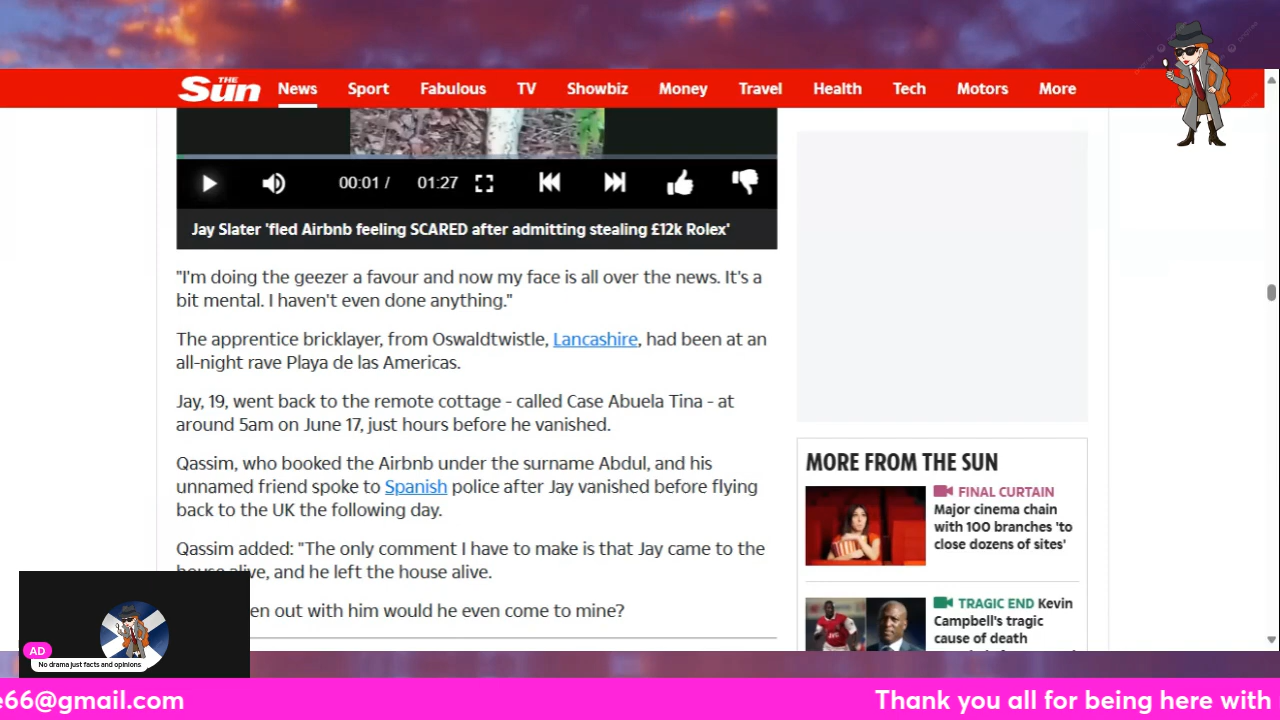 THE
Sun
News Sport Fabulous TV Showbiz Money Travel Health Tech Motors More
00:01 / 01:27
Jay Slater 'fled Airbnb feeling SCARED after admitting stealing £12k Rolex'
"I'm doing the geezer a favour and now my face is all over the news. It's a
bit mental. I haven't even done anything."
The apprentice bricklayer, from Oswaldtwistle, Lancashire, had been at an
all-night rave Playa de las Americas.
Jay, 19, went back to the remote cottage - called Case Abuela Tina - at
around 5am on June 17, just hours before he vanished.
Qassim, who booked the Airbnb under the surname Abdul, and his
unnamed friend spoke to Spanish police after Jay vanished before flying
back to the UK the following day.
Qassim added: "The only comment I have to make is that Jay came to the
house alive, and he left the house alive.
en out with him would he even come to mine?
MORE FROM THE SUN
FINAL CURTAIN
Major cinema chain
with 100 branches 'to
close dozens of sites'
TRAGIC END Kevin
Campbell's tragic
cause of death
AD
No drama just facts and opinions
e66@gmail.com
Thank you all for being here with